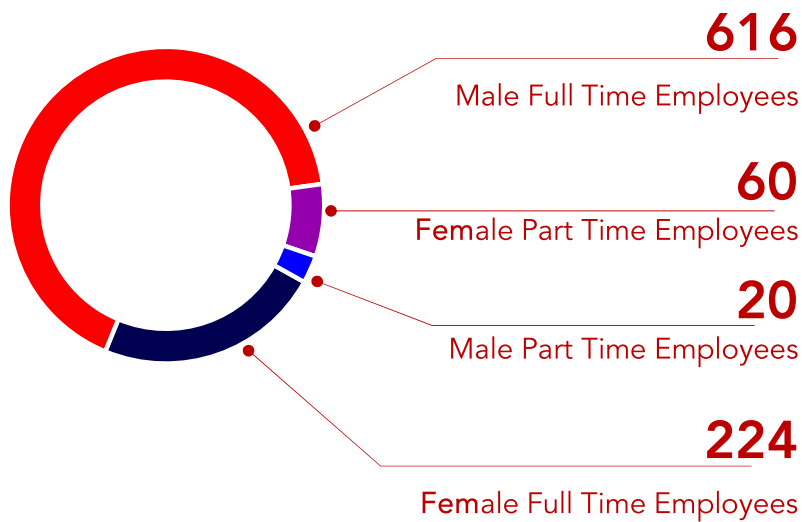 616
Male Full Time Employees
60
Female Part Time Employees
20
Male Part Time Employees
224
Female Full Time Employees